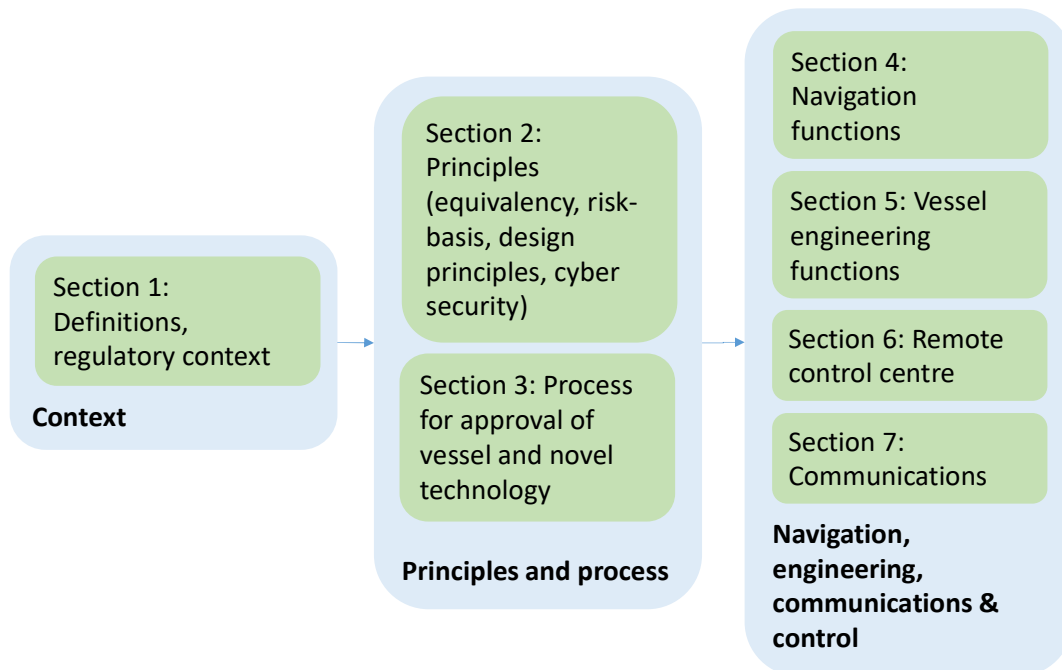 Section 1:
Definitions,
regulatory context
Context
Section 2:
Principles
(equivalency, risk-
basis, design
principles, cyber
security)
Section 3: Process
for approval of
vessel and novel
technology
Principles and process
Section 4:
Navigation
functions
Section 5: Vessel
engineering
functions
Section 6: Remote
control centre
Section 7:
Communications
Navigation,
engineering,
communications &
control